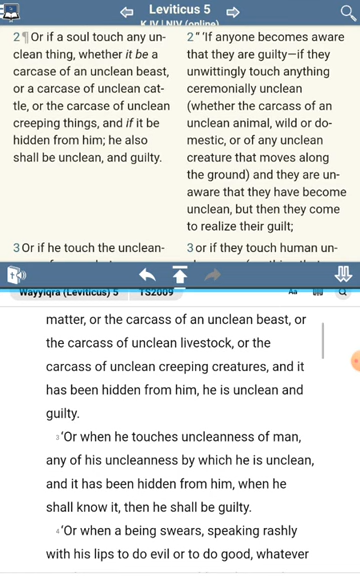 Leviticus 5
KJV | NIV (online)
2 ¶ Or if a soul touch any un-
clean thing, whether it be a
carcase of an unclean beast,
or a carcase of unclean cat-
tle, or the carcase of unclean
creeping things, and if it be
hidden from him; he also
shall be unclean, and guilty.
3 Or if he touch the unclean-
2 “ ‘If anyone becomes aware
that they are guilty—if they
unwittingly touch anything
ceremonially unclean
(whether the carcass of an
unclean animal, wild or do-
mestic, or of any unclean
creature that moves along
the ground) and they are un-
aware that they have become
unclean, but then they come
to realize their guilt;
3 or if they touch human un-
Wayyiqra (Leviticus) 5 TS2009 Aa
matter, or the carcass of an unclean beast, or
the carcass of unclean livestock, or the
carcass of unclean creeping creatures, and it
has been hidden from him, he is unclean and
guilty.
3 ‘Or when he touches uncleanness of man,
any of his uncleanness by which he is unclean,
and it has been hidden from him, when he
shall know it, then he shall be guilty.
4 ‘Or when a being swears, speaking rashly
with his lips to do evil or to do good, whatever